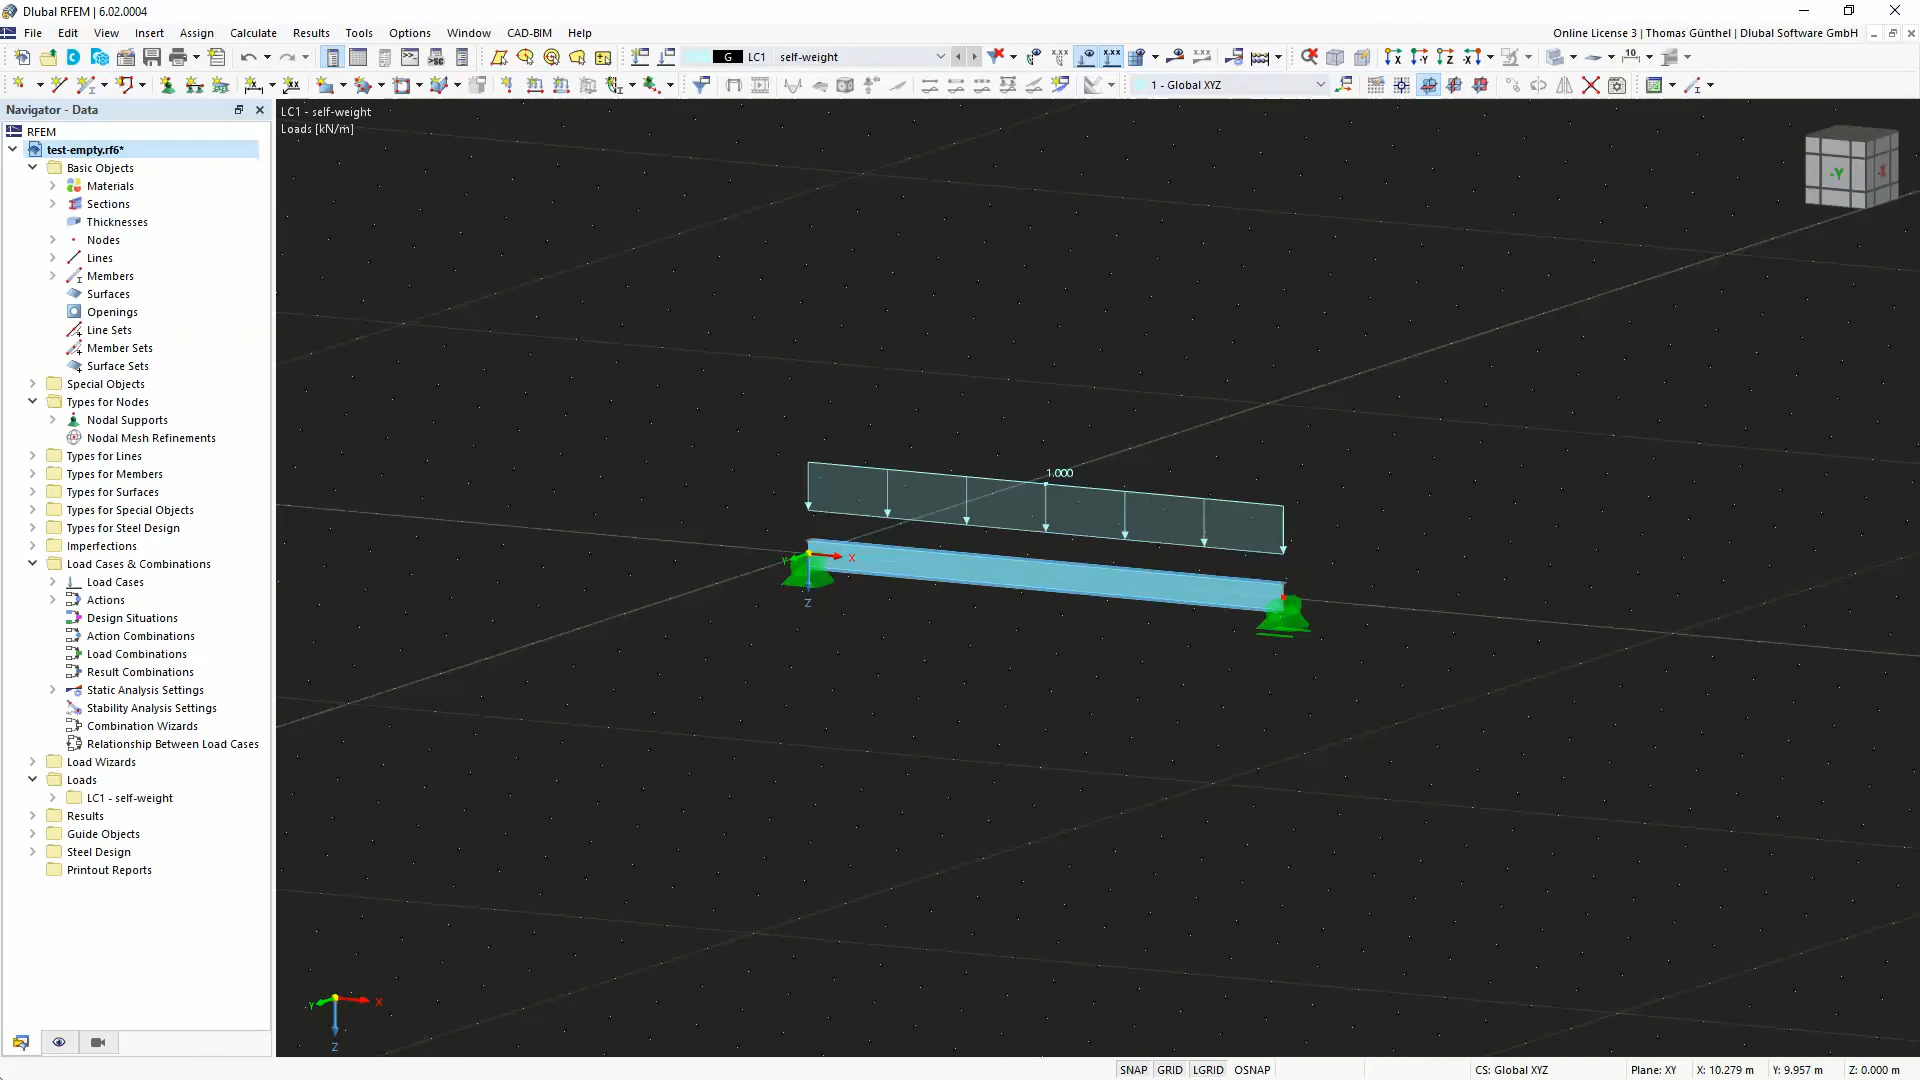 Dlubal RFEM | 6.02.0004
File Edit View Insert Assign Calculate Results Tools Options Window CAD-BIM Help
Online License 3 | Thomas Günthel | Dlubal Software GmbH
G LC1 self-weight
1 - Global XYZ
Navigator - Data
RFEM
test-empty.rf6*
Basic Objects
Materials
Sections
Thicknesses
Nodes
Lines
Members
Surfaces
Openings
Line Sets
Member Sets
Surface Sets
Special Objects
Types for Nodes
Nodal Supports
Nodal Mesh Refinements
Types for Lines
Types for Members
Types for Surfaces
Types for Special Objects
Types for Steel Design
Imperfections
Load Cases & Combinations
Load Cases
Actions
Design Situations
Action Combinations
Load Combinations
Result Combinations
Static Analysis Settings
Stability Analysis Settings
Combination Wizards
Relationship Between Load Cases
Load Wizards
Loads
LC1 - self-weight
Results
Guide Objects
Steel Design
Printout Reports
LC1 - self-weight
Loads [kN/m]
-Y
1.000
Y X
Z
Y X
Z
SNAP GRID LGRID OSNAP CS: Global XYZ Plane: XY X: 10.279 m Y: 9.957 m Z: 0.000 m